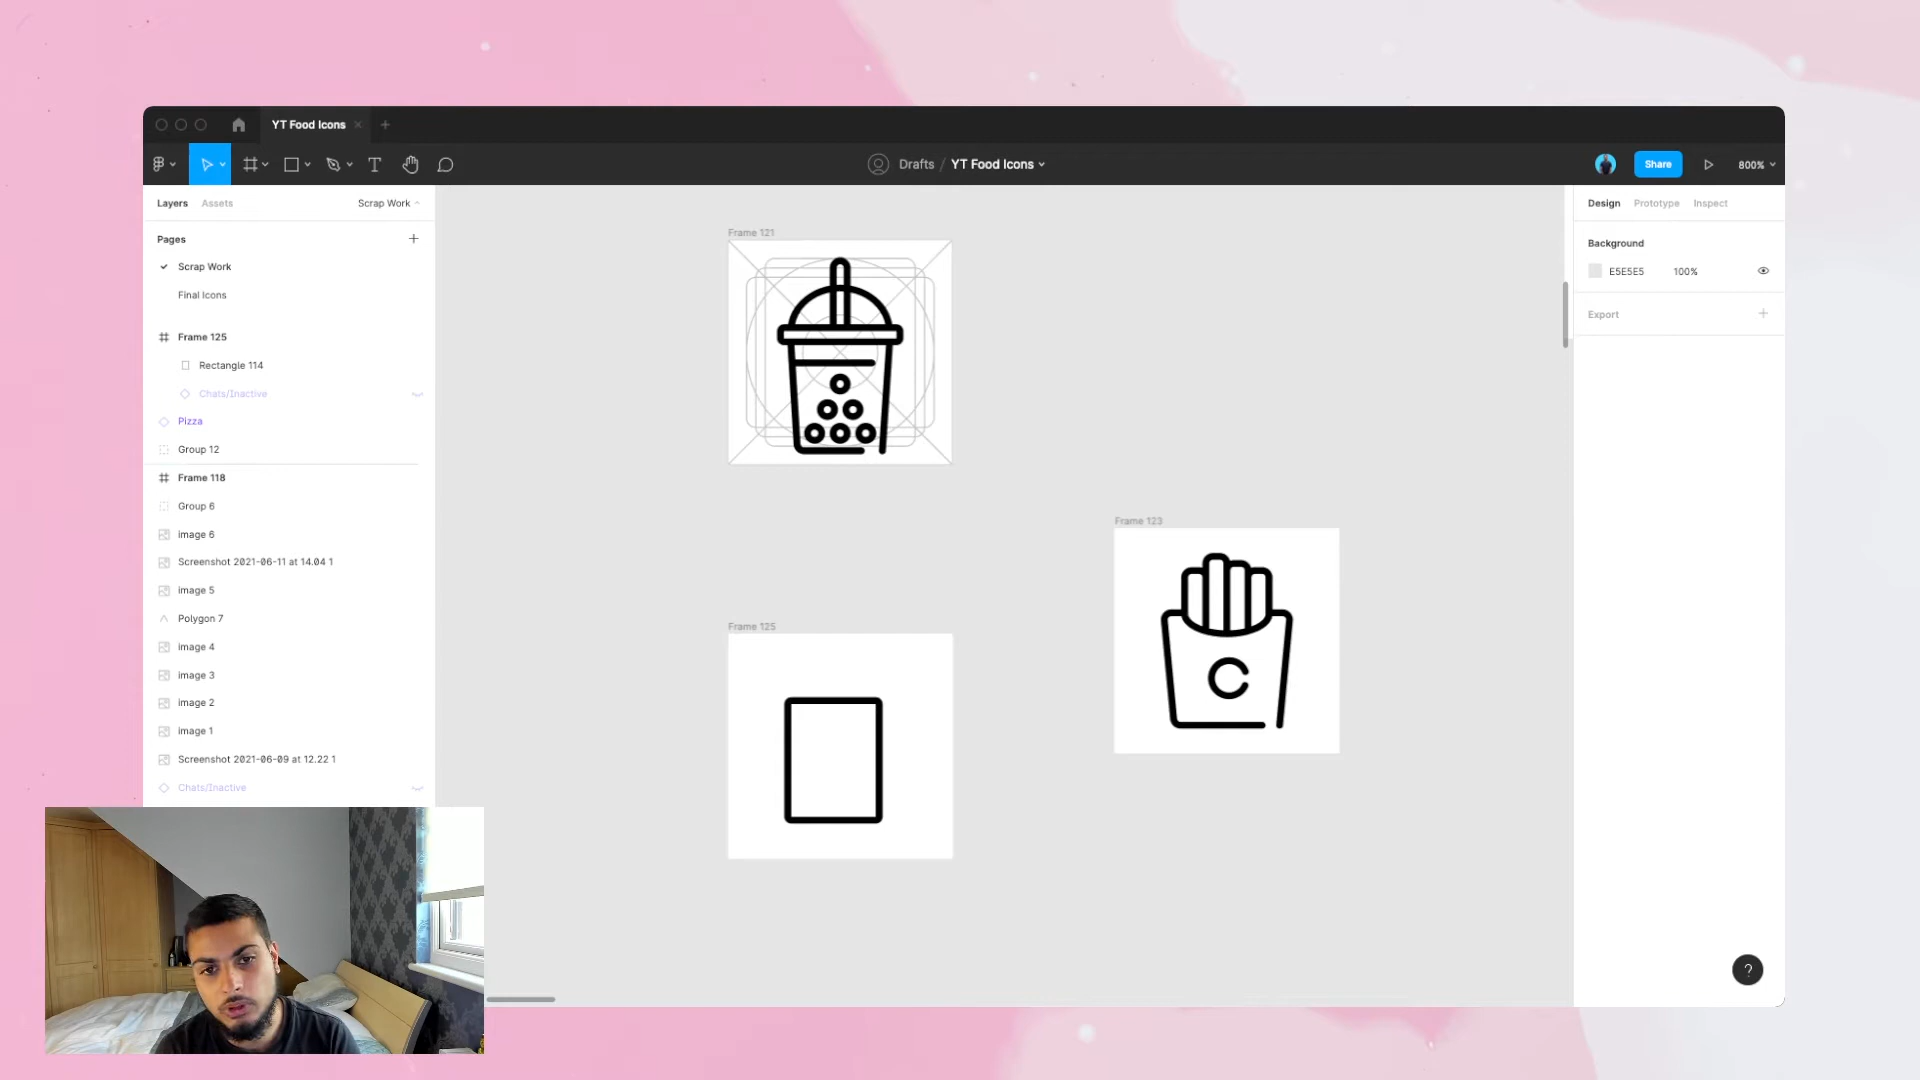 YT Food Icons
Drafts / YT Food Icons
Share
800%
Layers
Assets
Scrap Work
Pages
Scrap Work
Final Icons
Frame 125
Rectangle 114
Chats/Inactive
Pizza
Group 12
Frame 118
Group 6
image 6
Screenshot 2021-06-11 at 14.04 1
image 5
Polygon 7
image 4
image 3
image 2
image 1
Screenshot 2021-06-09 at 12.22 1
Chats/Inactive
Frame 121
Frame 123
C
Frame 125
Design
Prototype
Inspect
Background
E5E5E5
100%
Export
?